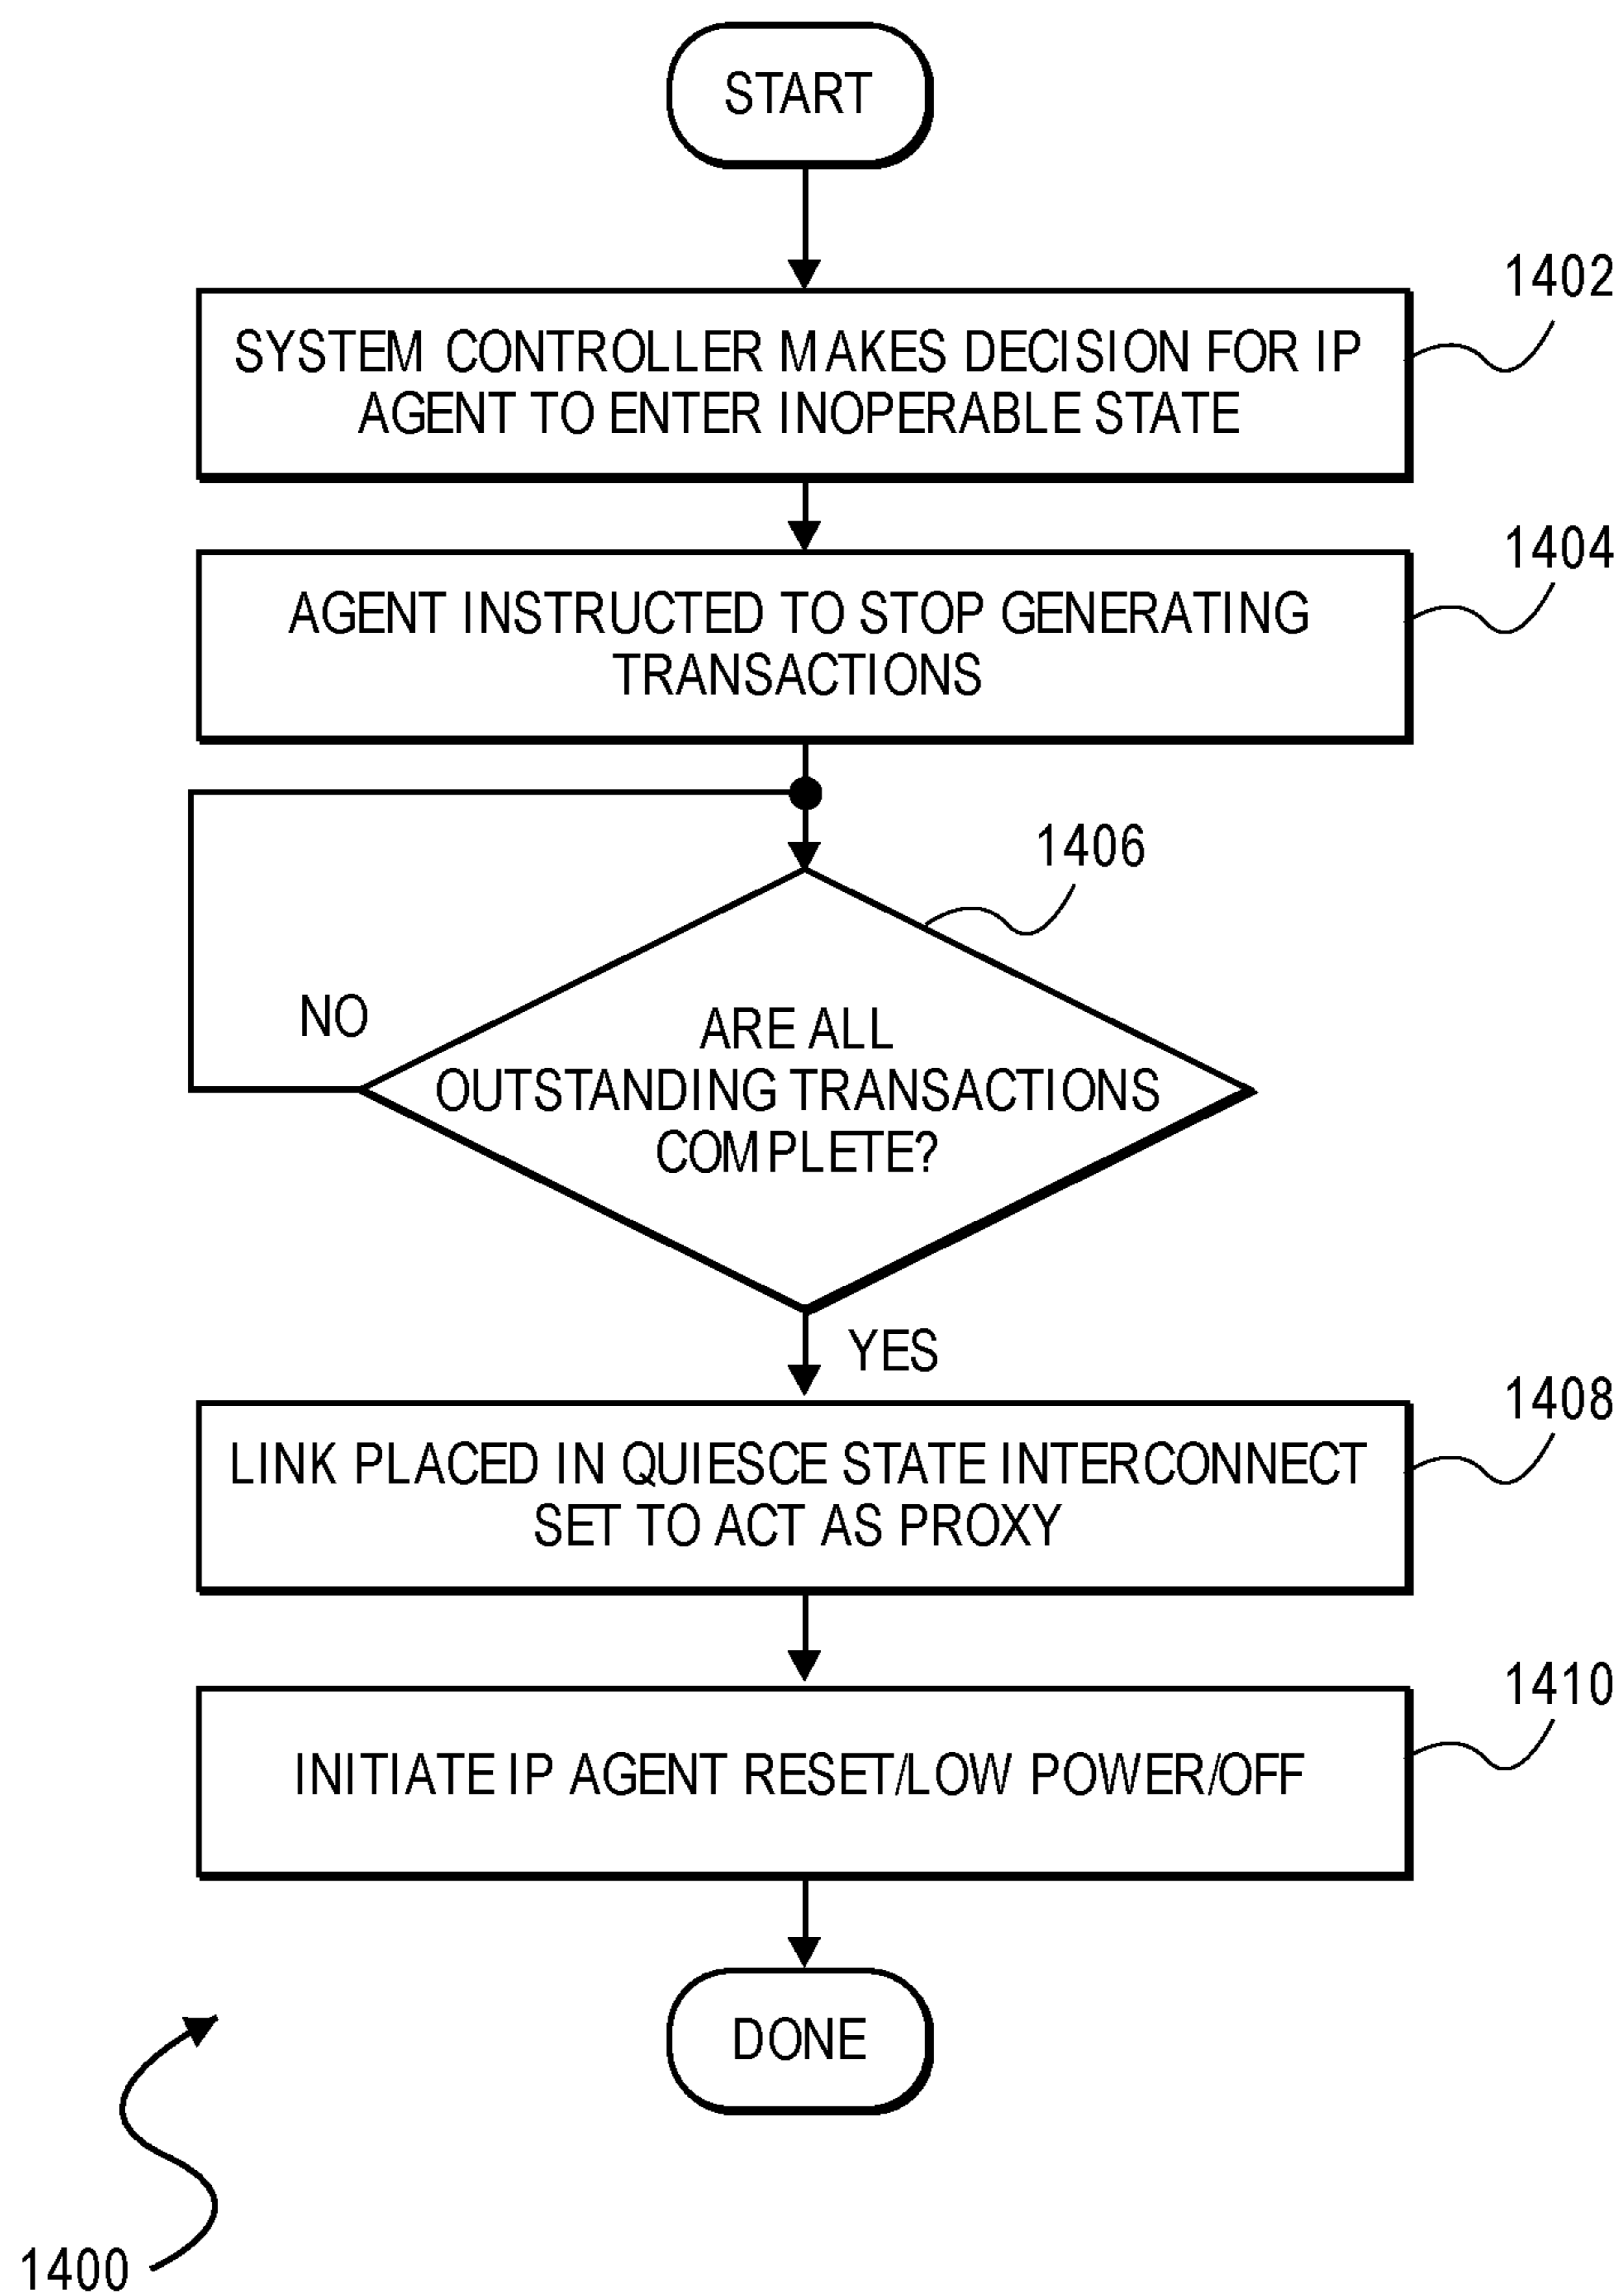 START
1402
SYSTEM CONTROLLER MAKES DECISION FOR IP
AGENT TO ENTER INOPERABLE STATE
1404
AGENT INSTRUCTED TO STOP GENERATING
TRANSACTIONS
1406
NO
ARE ALL
OUTSTANDING TRANSACTIONS
COMPLETE?
YES
1408
LINK PLACED IN QUIESCE STATE INTERCONNECT
SET TO ACT AS PROXY
1410
INITIATE IP AGENT RESET/LOW POWER/OFF
DONE
1400